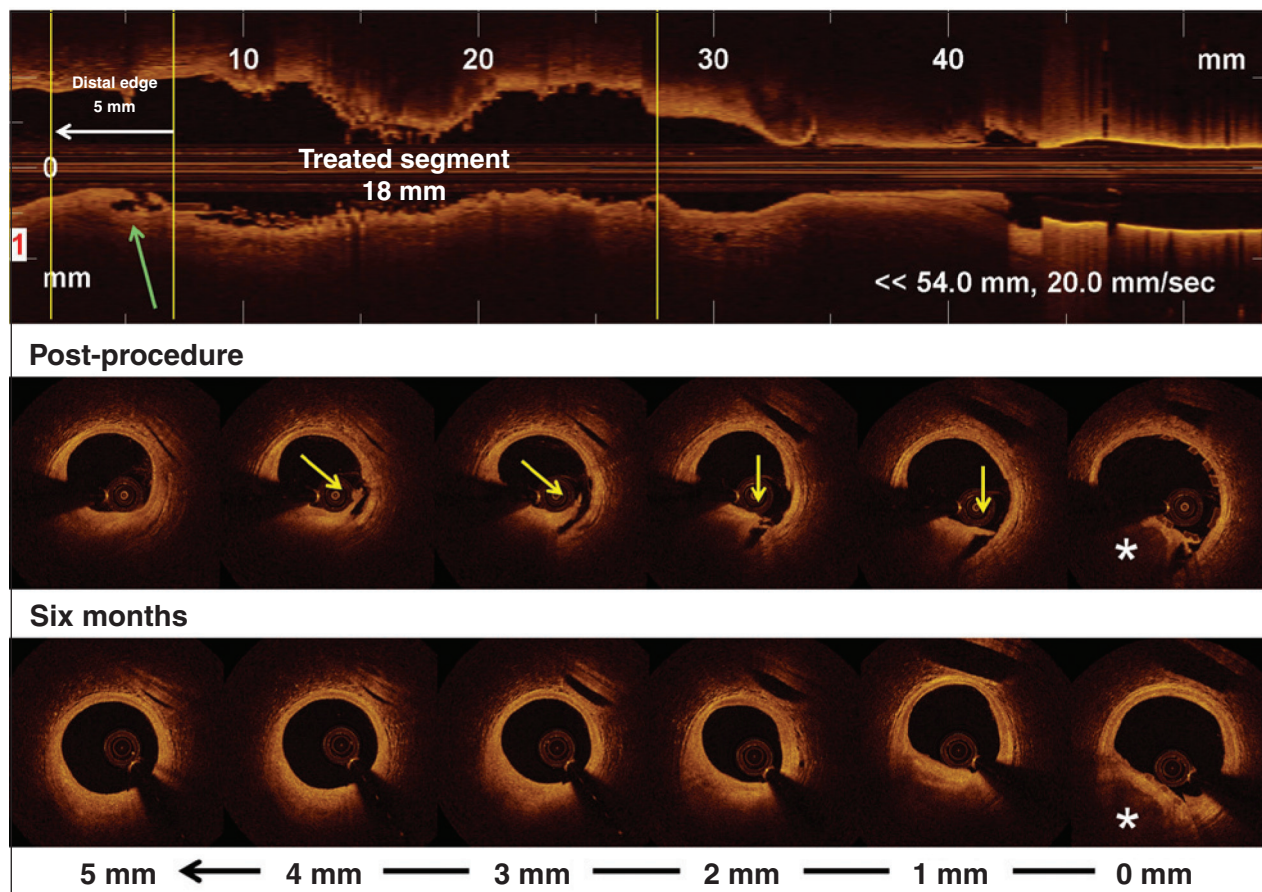 10 20 30 40 mm
Distal edge
5 mm
0
Treated segment
18 mm
1
mm
<< 54.0 mm, 20.0 mm/sec
Post-procedure
*
Six months
*
5 mm 4 mm 3 mm 2 mm 1 mm 0 mm